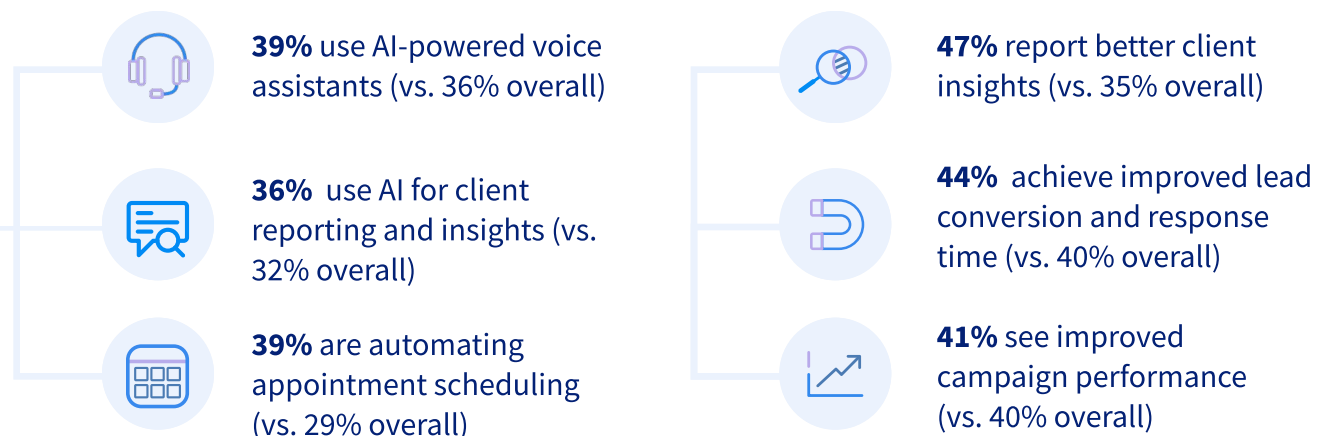 39% use AI-powered voice
assistants (vs. 36% overall)
36% use AI for client
reporting and insights (vs.
32% overall)
39% are automating
appointment scheduling
(vs. 29% overall)
47% report better client
insights (vs. 35% overall)
44% achieve improved lead
conversion and response
time (vs. 40% overall)
41% see improved
campaign performance
(vs. 40% overall)